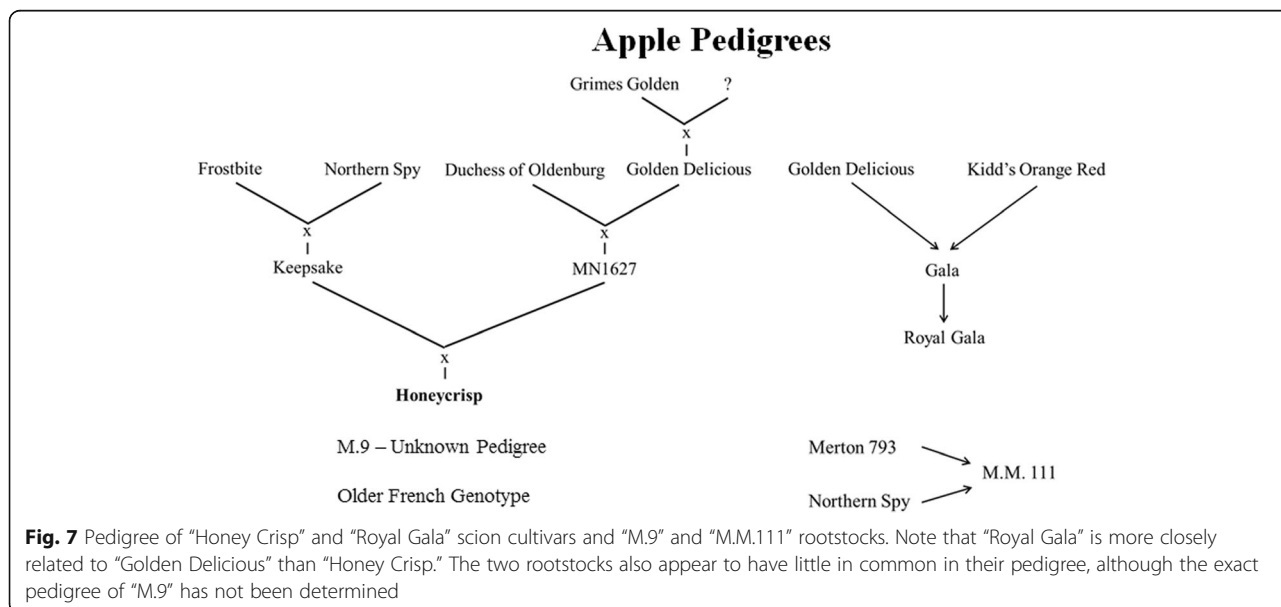 Apple Pedigrees
Grimes Golden ?
x
Frostbite Northern Spy Duchess of Oldenburg Golden Delicious Golden Delicious Kidd's Orange Red
x x
Keepsake MN1627 Gala
Royal Gala
x
Honeycrisp
M.9 – Unknown Pedigree Merton 793
M.M. 111
Older French Genotype Northern Spy
Fig. 7 Pedigree of “Honey Crisp” and “Royal Gala” scion cultivars and “M.9” and “M.M.111” rootstocks. Note that “Royal Gala” is more closely
related to “Golden Delicious” than “Honey Crisp.” The two rootstocks also appear to have little in common in their pedigree, although the exact
pedigree of “M.9” has not been determined